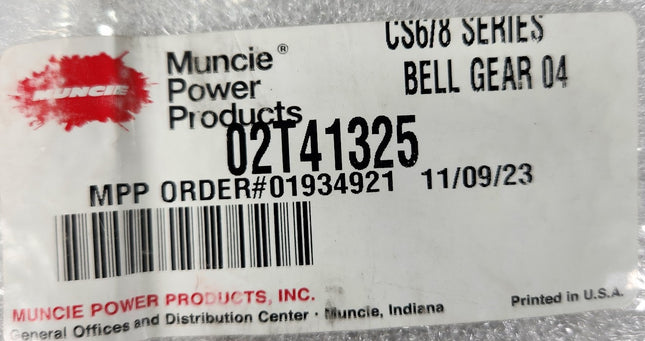 MUNCIE
Muncie®
Power
Products
CS6/8 SERIES
BELL GEAR 04
02T41325
MPP ORDER#01934921 11/09/23
MUNCIE POWER PRODUCTS, INC.
General Offices and Distribution Center · Muncie, Indiana
Printed in U.S.A.